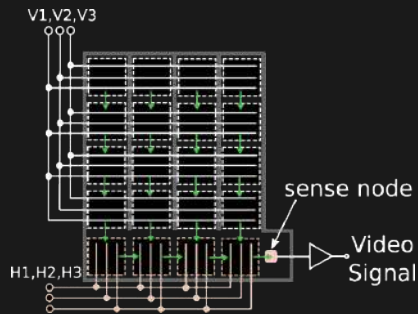 V1,V2,V3
sense node
Video
Signal
H1,H2,H3